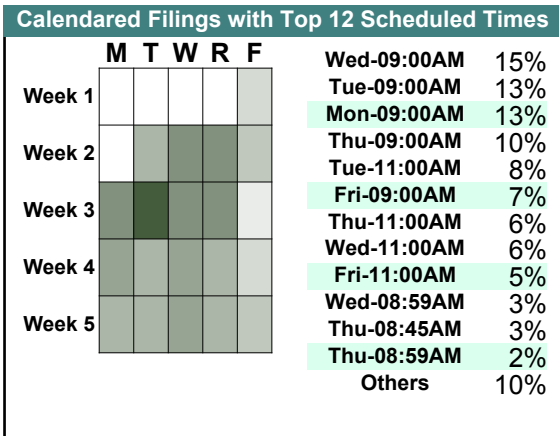 Calendared Filings with Top 12 Scheduled Times
M T W R F
Week 1
Week 2
Week 3
Week 4
Week 5
Wed-09:00AM 15%
Tue-09:00AM 13%
Mon-09:00AM 13%
Thu-09:00AM 10%
Tue-11:00AM 8%
Fri-09:00AM 7%
Thu-11:00AM 6%
Wed-11:00AM 6%
Fri-11:00AM 5%
Wed-08:59AM 3%
Thu-08:45AM 3%
Thu-08:59AM 2%
Others 10%